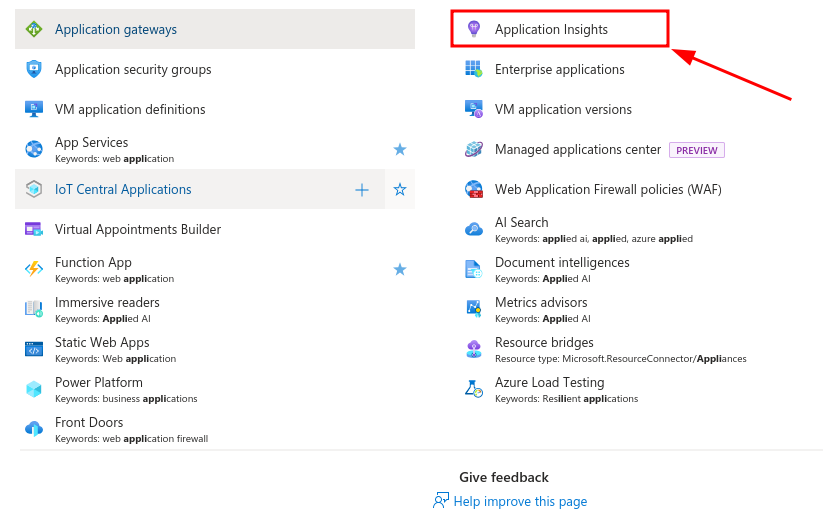 Application gateways
Application security groups
VM application definitions
App Services
Keywords: web application
IoT Central Applications
Virtual Appointments Builder
Function App
Keywords: web application
Immersive readers
Keywords: Applied AI
Static Web Apps
Keywords: Web application
Power Platform
Keywords: business applications
Front Doors
Keywords: web application firewall
Application Insights
Enterprise applications
VM application versions
Managed applications center PREVIEW
Web Application Firewall policies (WAF)
AI Search
Keywords: applied ai, applied, azure applied
Document intelligences
Keywords: Applied AI
Metrics advisors
Keywords: Applied AI
Resource bridges
Resource type: Microsoft.ResourceConnector/Appliances
Azure Load Testing
Keywords: Resilient applications
Give feedback
Help improve this page